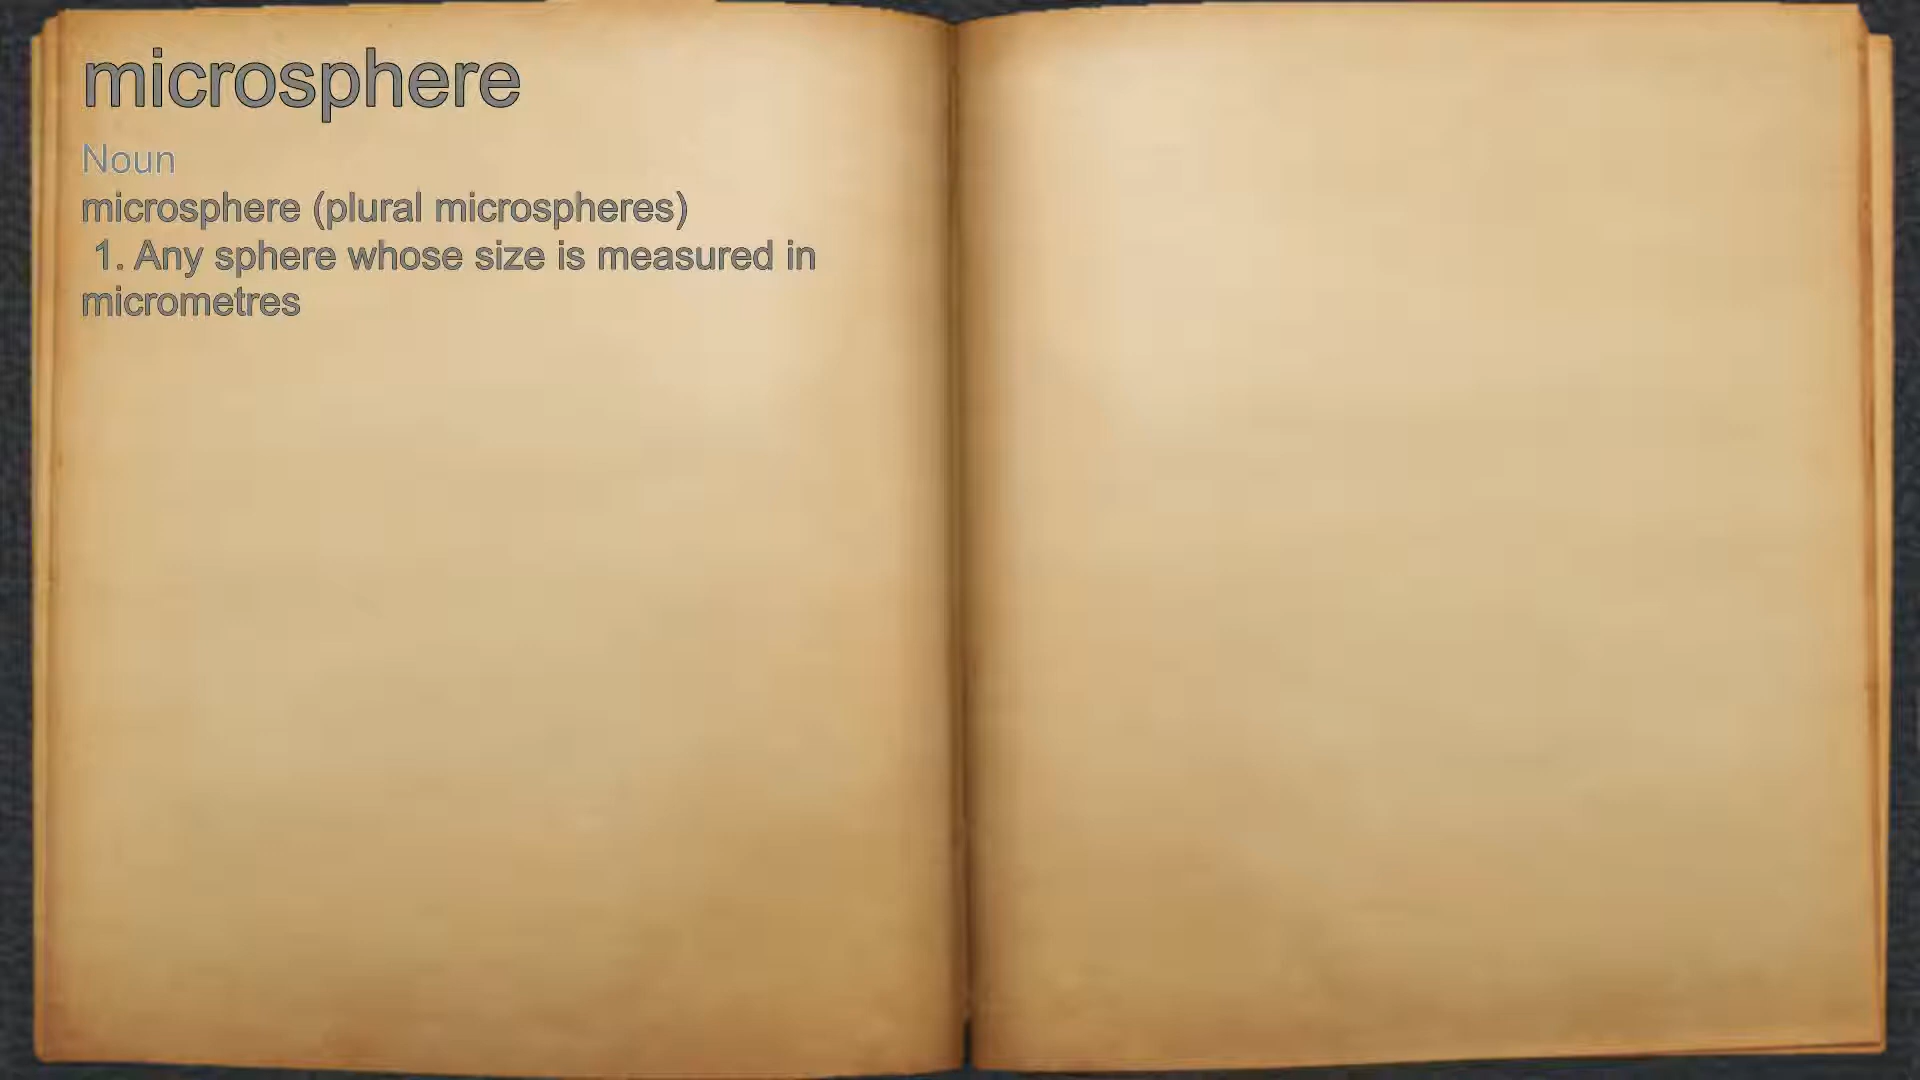 microsphere
Noun
microsphere (plural microspheres)
1. Any sphere whose size is measured in
micrometres